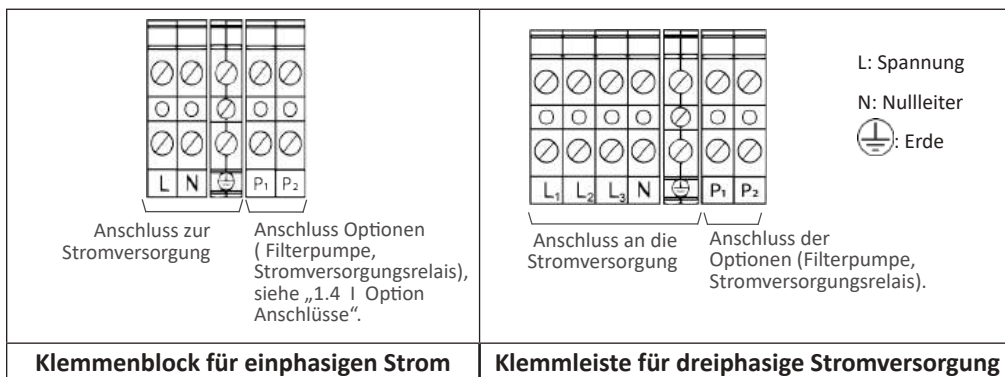 L N P₁ P₂
Anschluss zur
Stromversorgung
Anschluss Optionen
( Filterpumpe,
Stromversorgungsrelais),
siehe „1.4 I Option
Anschlüsse“.
Klemmenblock für einphasigen Strom
L₁ L₂ L₃ N P₁ P₂
Anschluss an die
Stromversorgung
Anschluss der
Optionen (Filterpumpe,
Stromversorgungsrelais).
L: Spannung
N: Nullleiter
: Erde
Klemmleiste für dreiphasige Stromversorgung